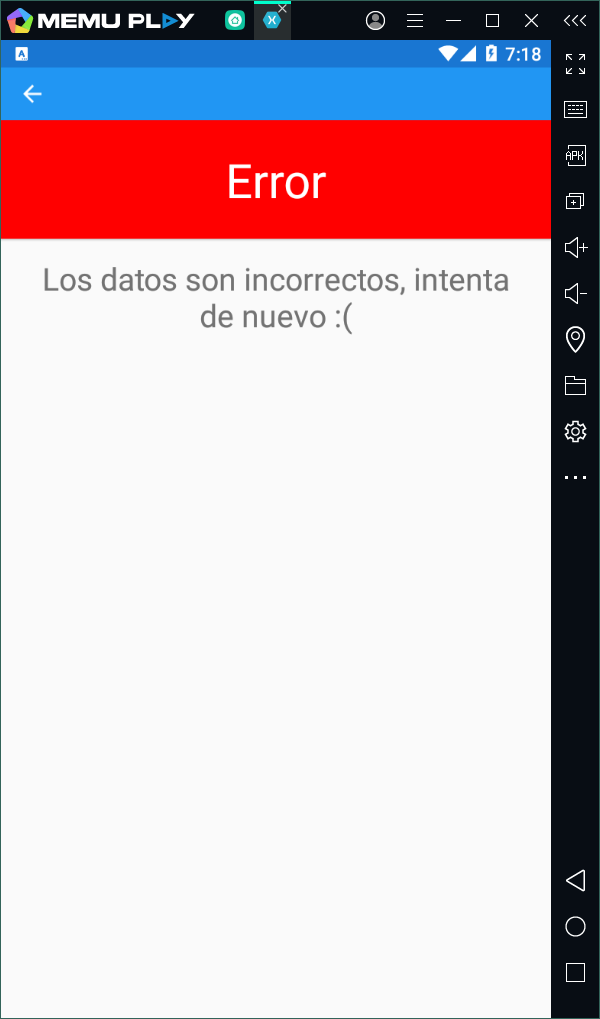 MEMU PLAY
7:18
Error
Los datos son incorrectos, intenta
de nuevo :(
APK